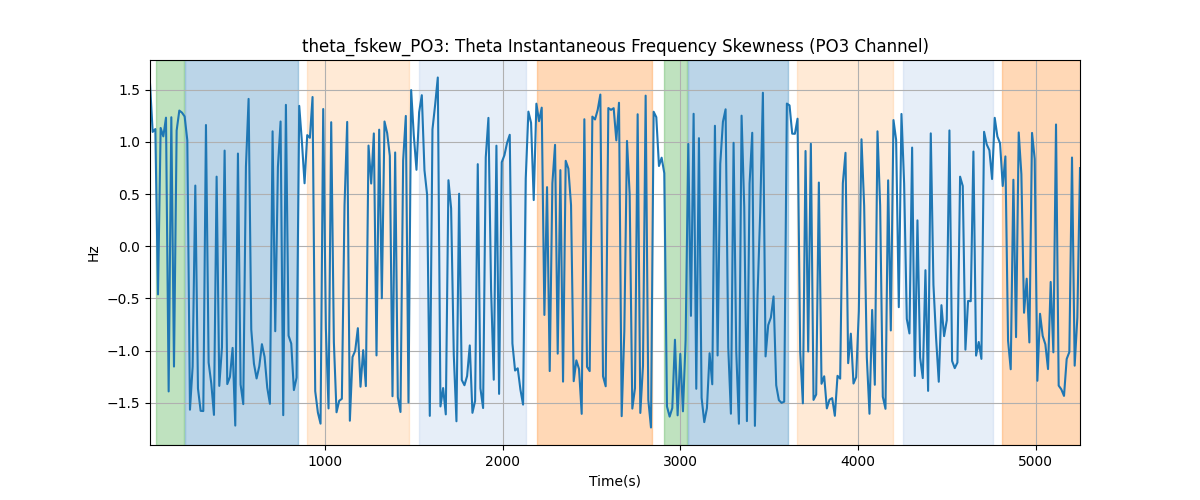 theta_fskew_PO3: Theta Instantaneous Frequency Skewness (PO3 Channel)
1.5
1.0
0.5
0.0
−0.5
−1.0
−1.5
Hz
1000 2000 3000 4000 5000
Time(s)